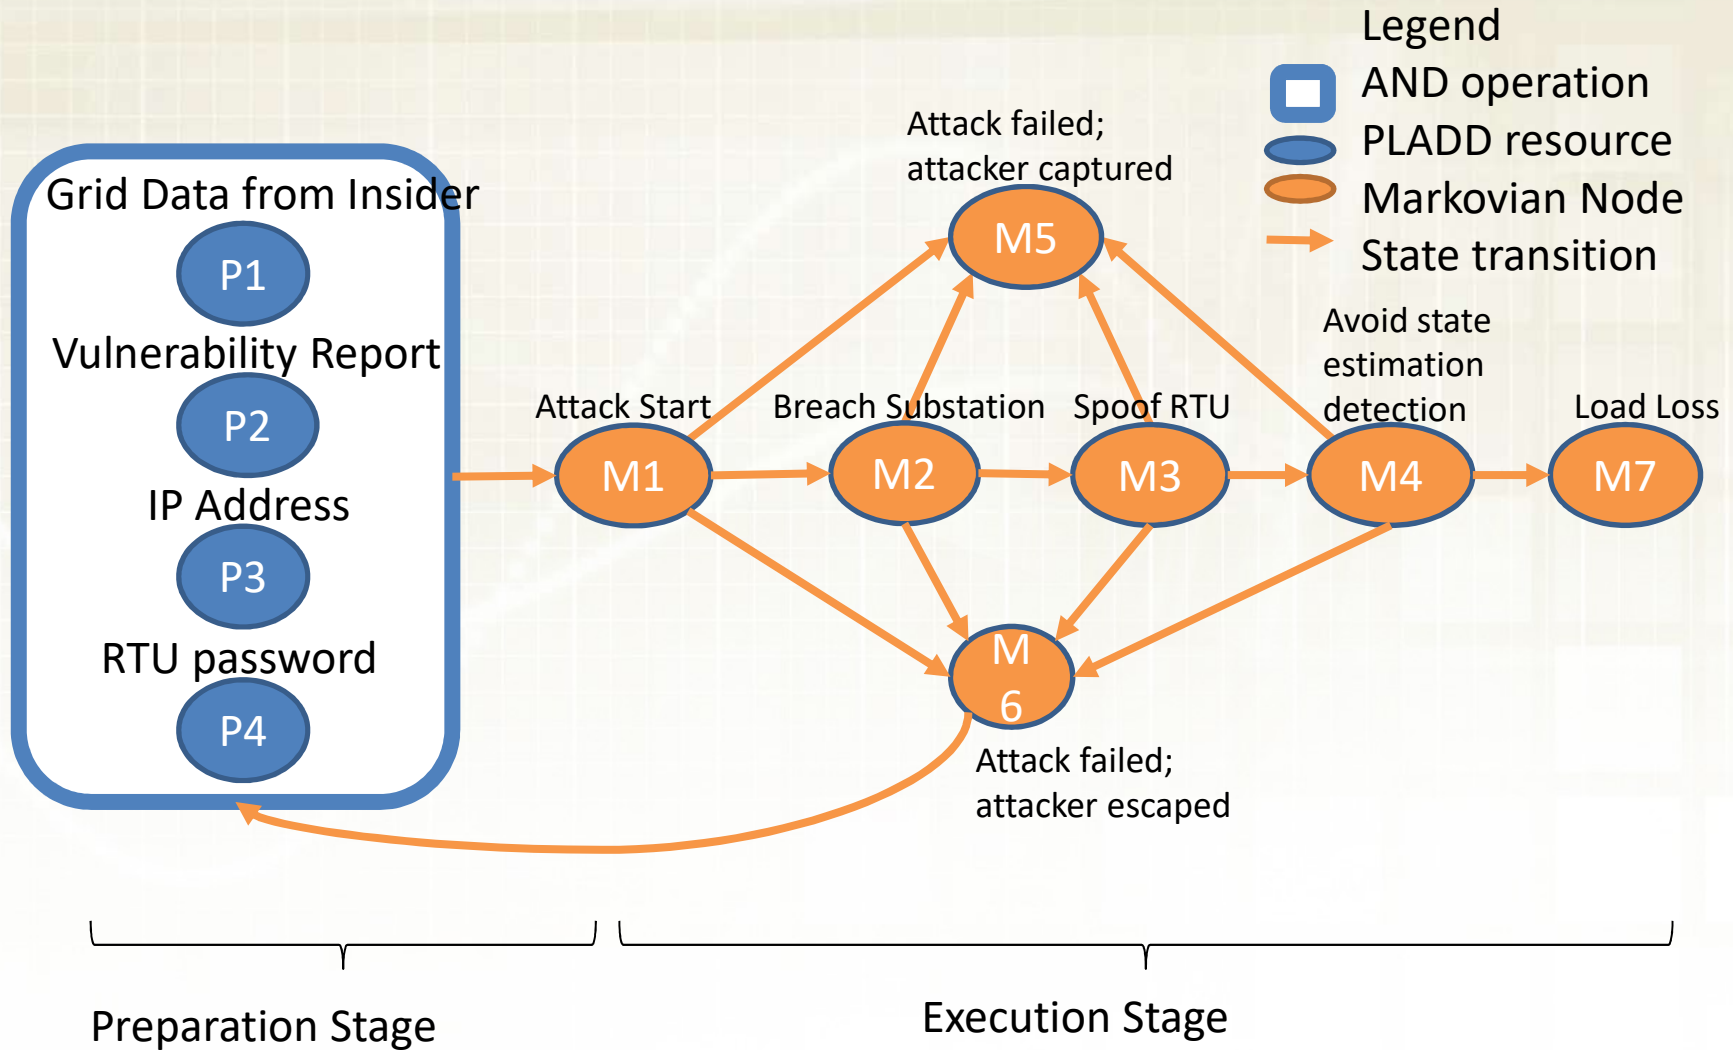 Legend
AND operation
PLADD resource
Markovian Node
State transition
Grid Data from Insider
P1
Vulnerability Report
P2
IP Address
P3
RTU password
P4
Attack failed;
attacker captured
M5
Attack Start
M1
Breach Substation
M2
Spoof RTU
M3
Avoid state
estimation
detection
M4
Load Loss
M7
M
6
Attack failed;
attacker escaped
Preparation Stage
Execution Stage